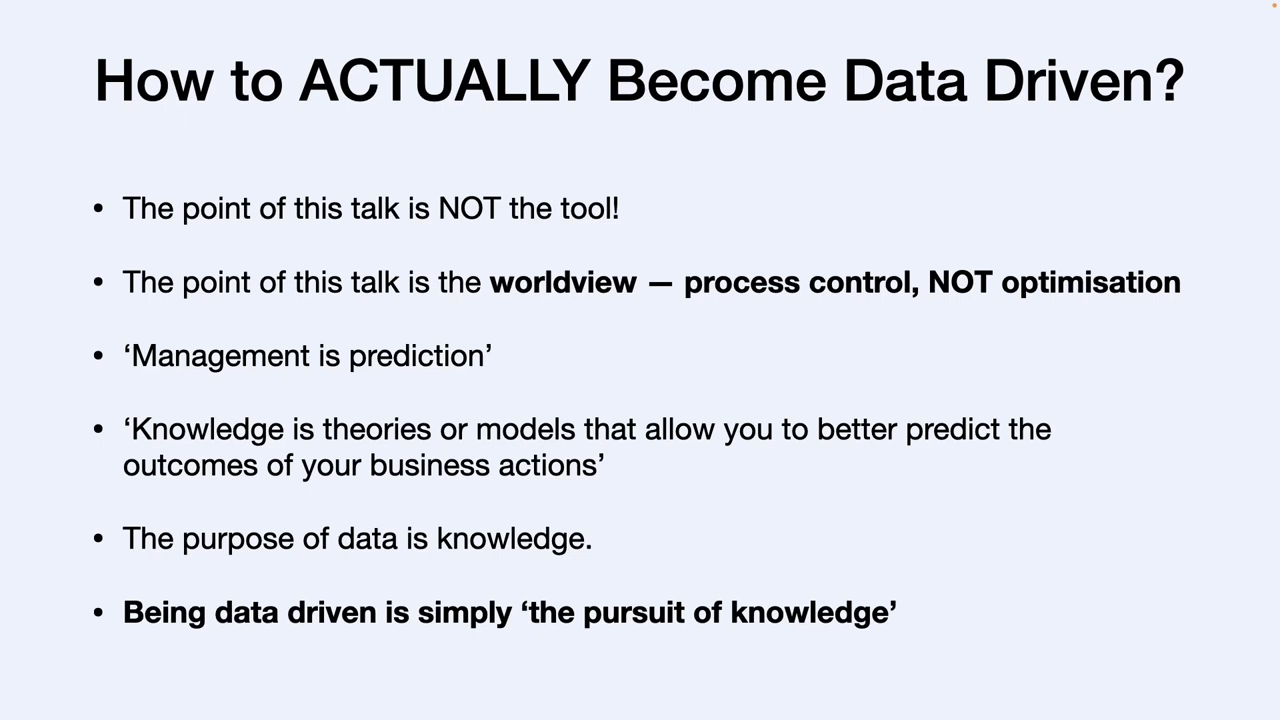 How to ACTUALLY Become Data Driven?
• The point of this talk is NOT the tool!
• The point of this talk is the worldview — process control, NOT optimisation
• ‘Management is prediction’
• ‘Knowledge is theories or models that allow you to better predict the
outcomes of your business actions’
• The purpose of data is knowledge.
• Being data driven is simply ‘the pursuit of knowledge’